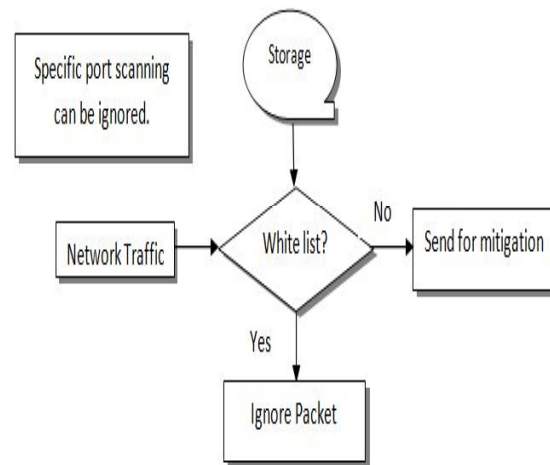 Specific port scanning
can be ignored.
Storage
Network Traffic
White list?
No
Send for mitigation
Yes
Ignore Packet